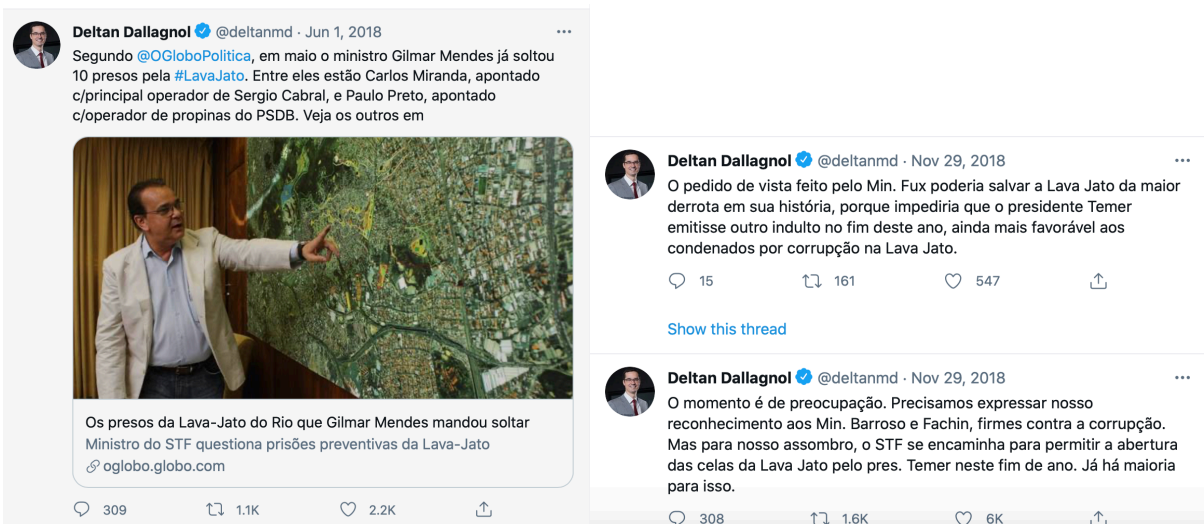 Deltan Dallagnol @deltanmd · Jun 1, 2018
Segundo @OGloboPolitica, em maio o ministro Gilmar Mendes já soltou
10 presos pela #LavaJato. Entre eles estão Carlos Miranda, apontado
c/principal operador de Sergio Cabral, e Paulo Preto, apontado
c/operador de propinas do PSDB. Veja os outros em
Os presos da Lava-Jato do Rio que Gilmar Mendes mandou soltar
Ministro do STF questiona prisões preventivas da Lava-Jato
oglobo.globo.com
309 1.1K 2.2K
Deltan Dallagnol @deltanmd · Nov 29, 2018
O pedido de vista feito pelo Min. Fux poderia salvar a Lava Jato da maior
derrota em sua história, porque impediria que o presidente Temer
emitisse outro indulto no fim deste ano, ainda mais favorável aos
condenados por corrupção na Lava Jato.
15 161 547
Show this thread
Deltan Dallagnol @deltanmd · Nov 29, 2018
O momento é de preocupação. Precisamos expressar nosso
reconhecimento aos Min. Barroso e Fachin, firmes contra a corrupção.
Mas para nosso assombro, o STF se encaminha para permitir a abertura
das celas da Lava Jato pelo pres. Temer neste fim de ano. Já há maioria
para isso.
308 1.6K 6K